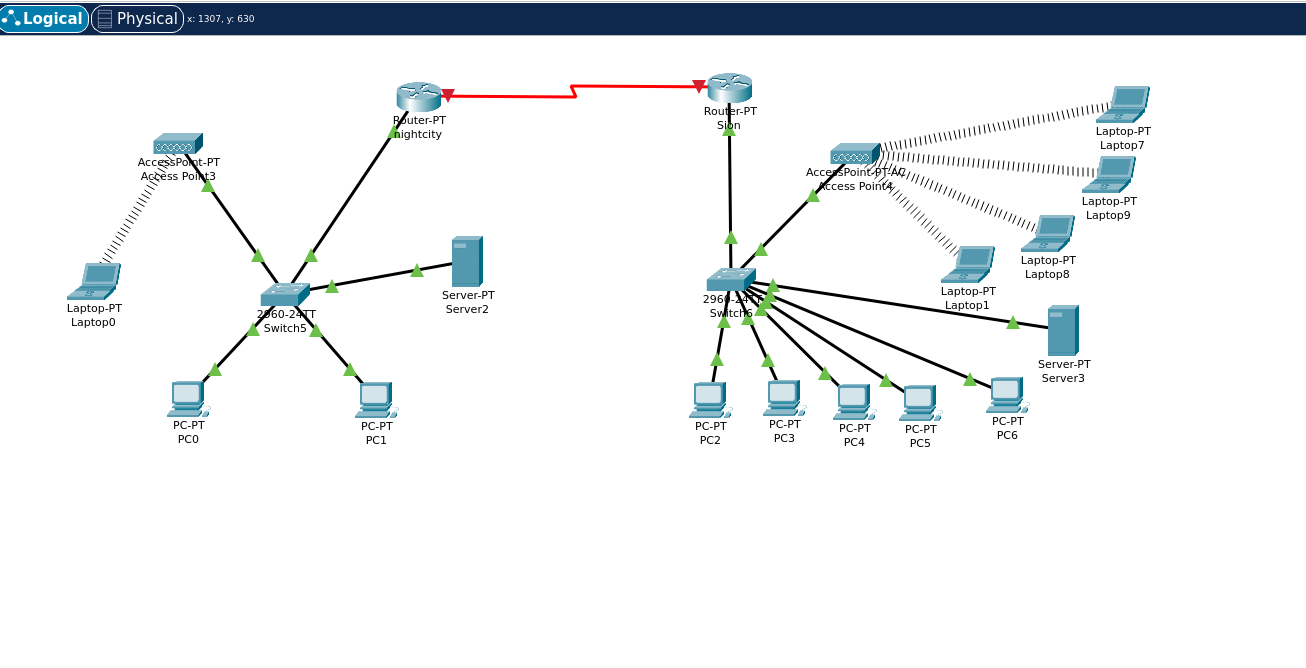 Logical
Physical
x: 1307, y: 630
Router-PT
nightcity
Router-PT
Sion
AccessPoint-PT
Access Point3
AccessPoint-PT-AC
Access Point4
Laptop-PT
Laptop7
Laptop-PT
Laptop9
Laptop-PT
Laptop8
Laptop-PT
Laptop1
Laptop-PT
Laptop0
2960-24TT
Switch5
Server-PT
Server2
2960-24TT
Switch6
Server-PT
Server3
PC-PT
PC0
PC-PT
PC1
PC-PT
PC2
PC-PT
PC3
PC-PT
PC4
PC-PT
PC5
PC-PT
PC6